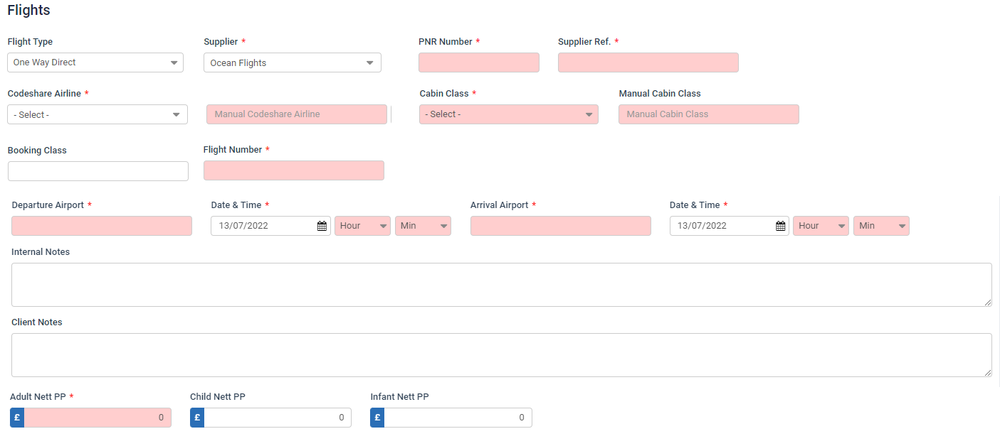 Flights
Flight Type
Supplier *
PNR Number *
Supplier Ref. *
One Way Direct
Ocean Flights
Codeshare Airline *
Cabin Class *
Manual Cabin Class
- Select -
Manual Codeshare Airline
- Select -
Manual Cabin Class
Booking Class
Flight Number *
Departure Airport *
Date & Time *
Arrival Airport *
Date & Time *
13/07/2022
Hour
Min
13/07/2022
Hour
Min
Internal Notes
Client Notes
Adult Nett PP *
Child Nett PP
Infant Nett PP
£ 0
£ 0
£ 0